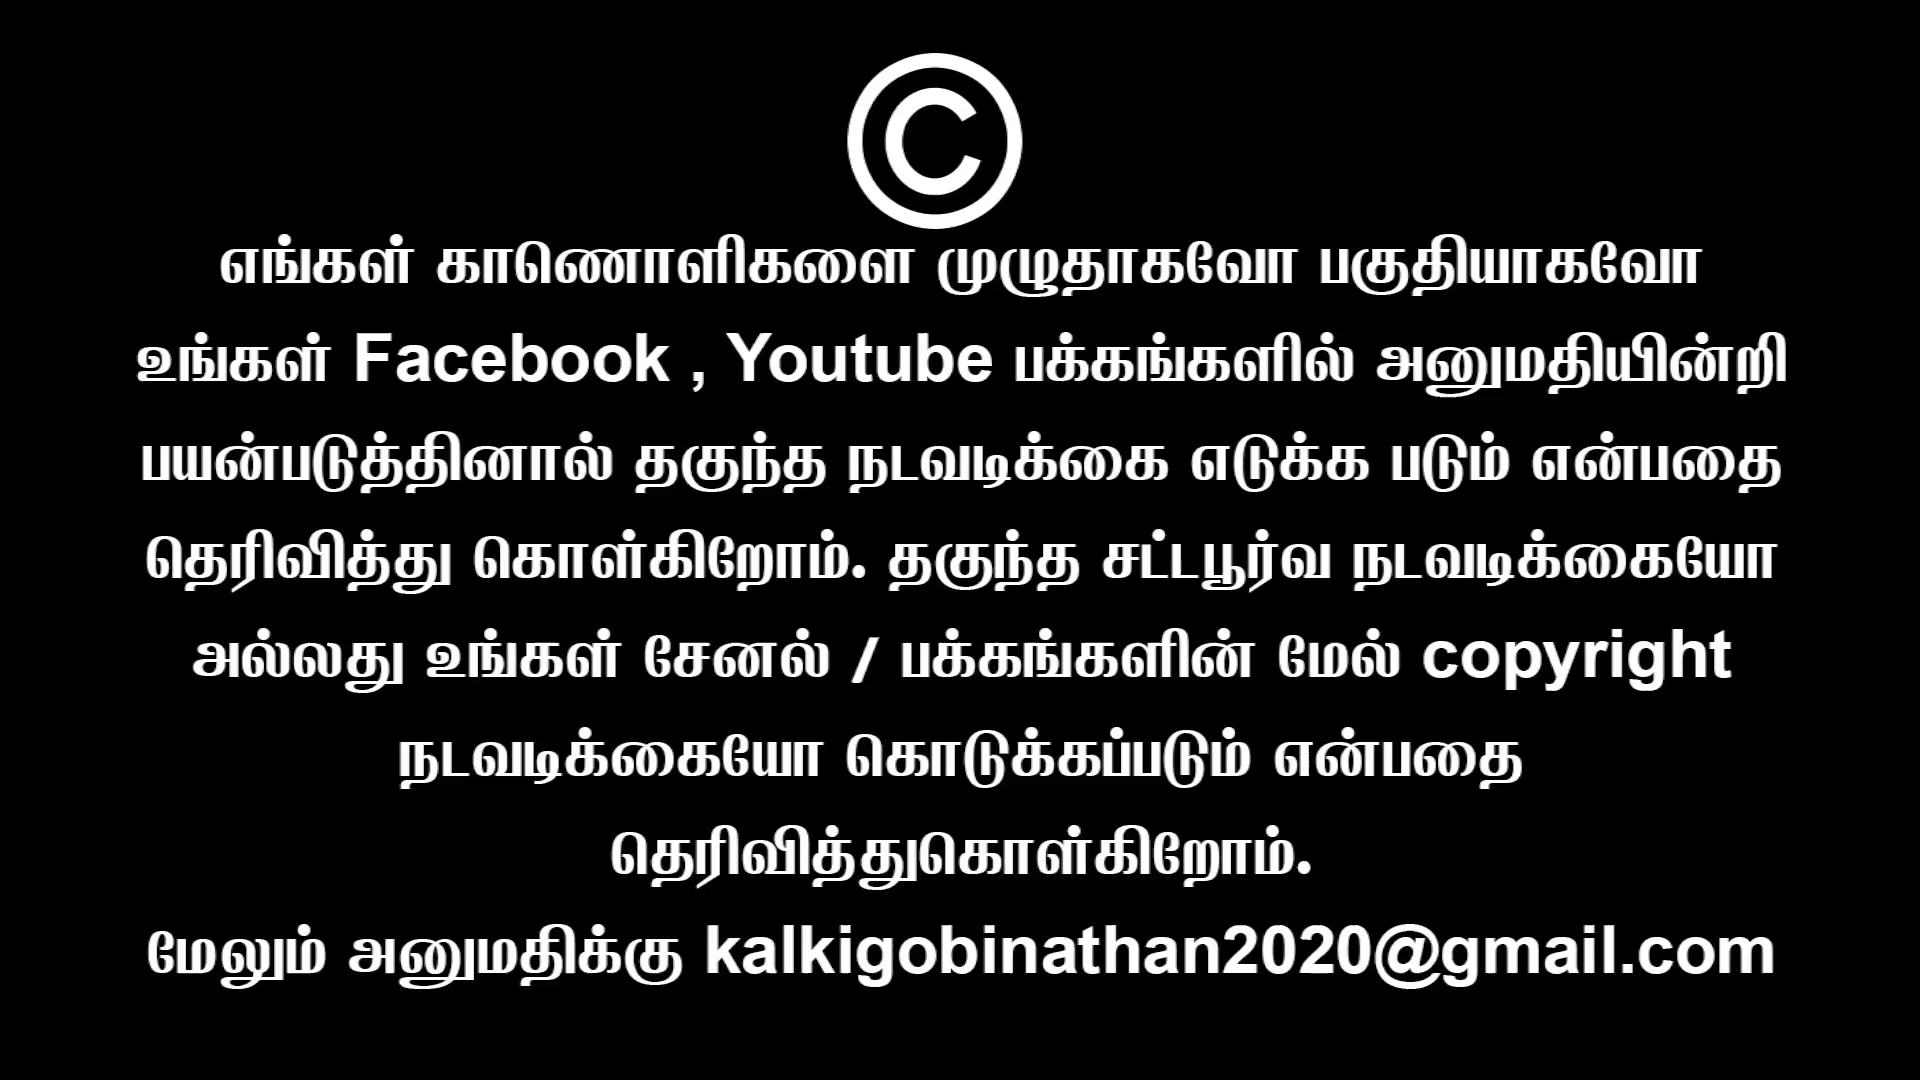 ©
எங்கள் காணொளிகளை முழுதாகவோ பகுதியாகவோ
உங்கள் Facebook , Youtube பக்கங்களில் அனுமதியின்றி
பயன்படுத்தினால் தகுந்த நடவடிக்கை எடுக்க படும் என்பதை
தெரிவித்து கொள்கிறோம். தகுந்த சட்டபூர்வ நடவடிக்கையோ
அல்லது உங்கள் சேனல் / பக்கங்களின் மேல் copyright
நடவடிக்கையோ கொடுக்கப்படும் என்பதை
தெரிவித்துகொள்கிறோம்.
மேலும் அனுமதிக்கு kalkigobinathan2020@gmail.com